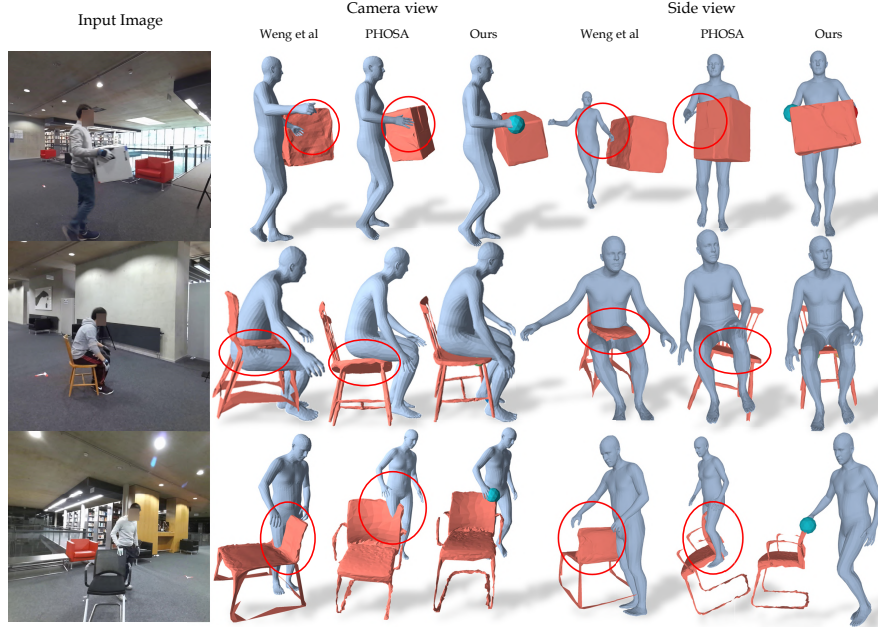 Input Image
Camera view
Side view
Weng et al
PHOSA
Ours
Weng et al
PHOSA
Ours